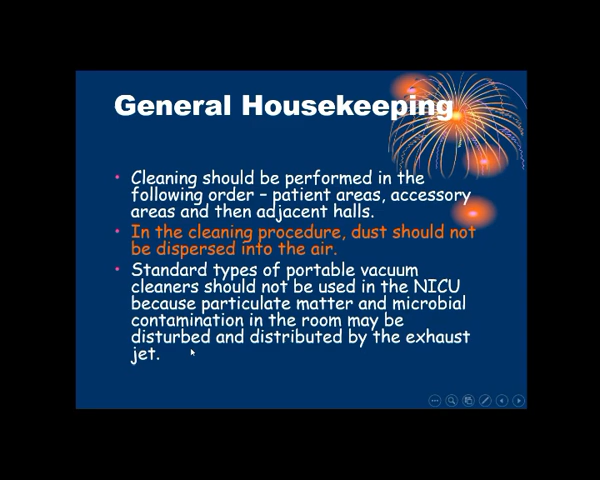 General Housekeeping
• Cleaning should be performed in the
following order – patient areas, accessory
areas and then adjacent halls.
• In the cleaning procedure, dust should not
be dispersed into the air.
• Standard types of portable vacuum
cleaners should not be used in the NICU
because particulate matter and microbial
contamination in the room may be
disturbed and distributed by the exhaust
jet.